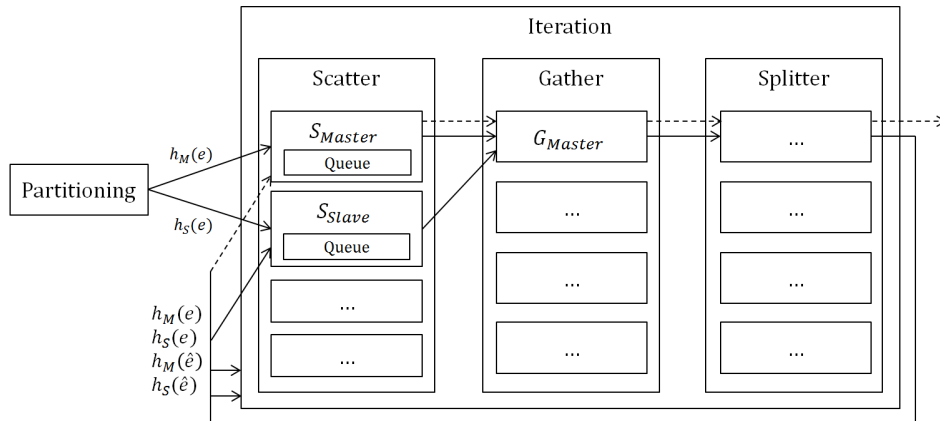 Iteration
Scatter
Gather
Splitter
S_Master
Queue
G_Master
...
h_M(e)
Partitioning
h_S(e)
S_Slave
Queue
...
...
h_M(e)
h_S(e)
h_M(ê)
h_S(ê)
...
...
...
...
...
...